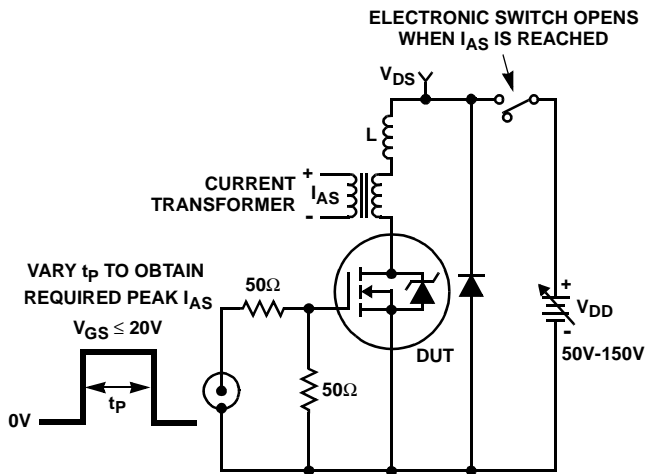 ELECTRONIC SWITCH OPENS
WHEN IAS IS REACHED
VDS
L
+
CURRENT
TRANSFORMER
IAS
-
VARY tP TO OBTAIN
REQUIRED PEAK IAS
50Ω
VGS ≤ 20V
DUT
+
VDD
-
50V-150V
50Ω
0V
tP